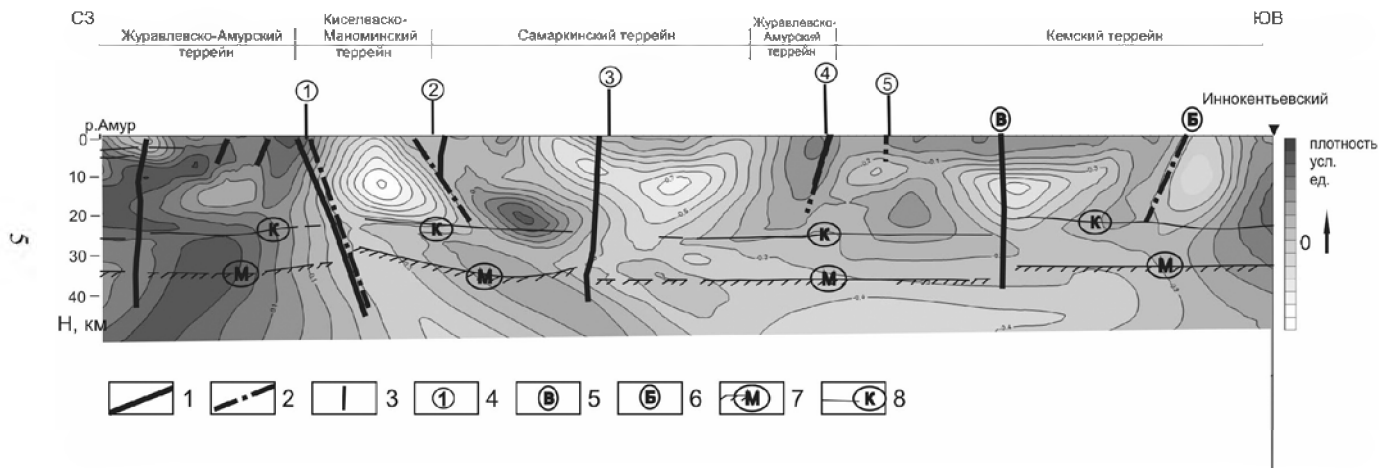 СЗ
ЮВ
Журавлевско-Амурский
террейн
Киселевско-
Маноминский
террейн
Самаркинский террейн
Журавлевско-
Амурский
террейн
Кемский террейн
1
2
3
4
5
В
Б
Иннокентьевский
р.Амур
0
10
20
30
40
Н, км
К
К
К
К
М
М
М
М
плотность
усл.
ед.
0
5
1
2
3
1 4
В 5
Б 6
М 7
К 8